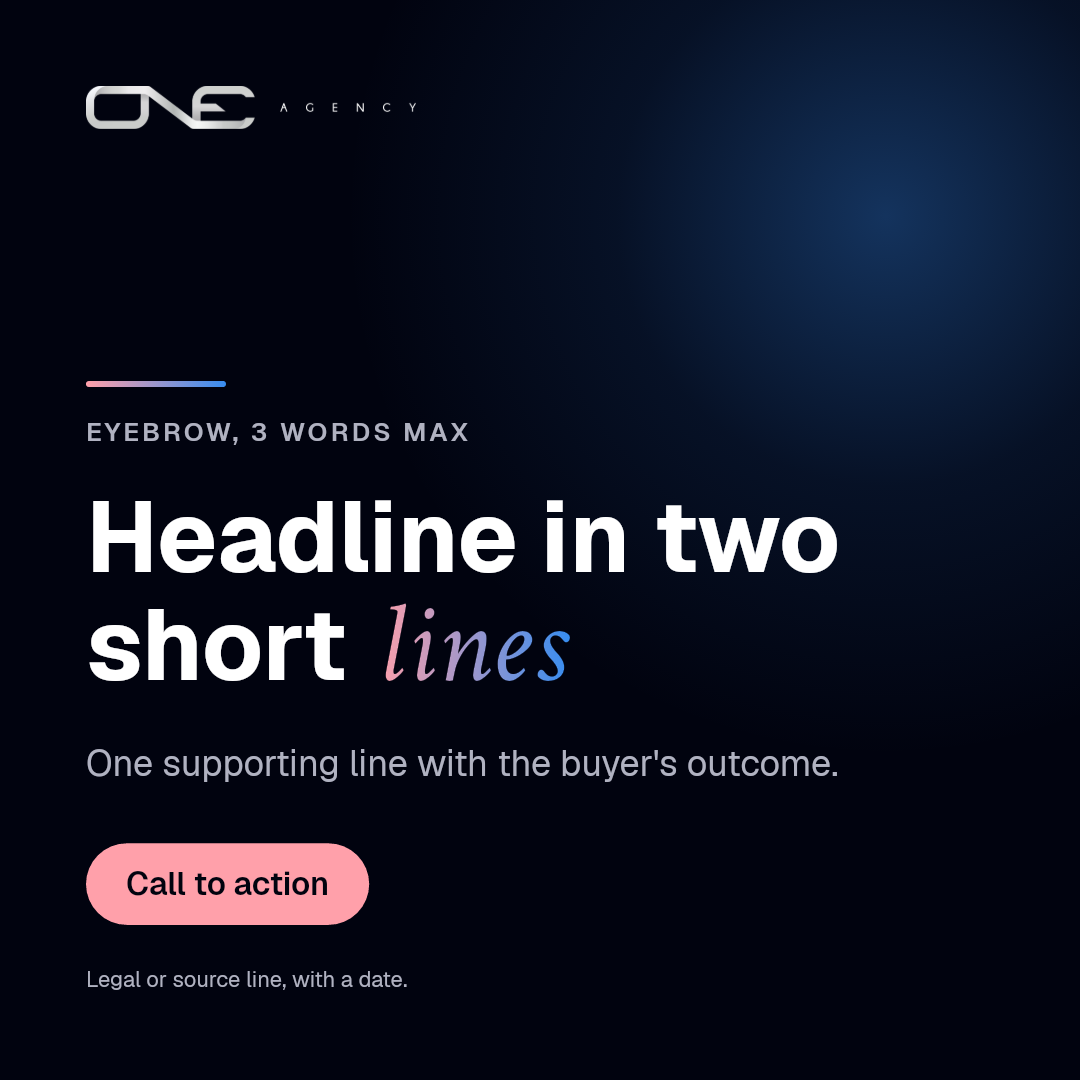 ONE AGENCY
EYEBROW, 3 WORDS MAX
Headline in two
short lines
One supporting line with the buyer's outcome.
Call to action
Legal or source line, with a date.